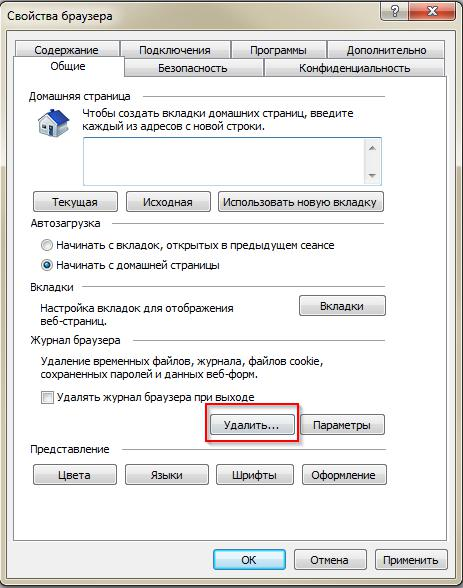 Свойства браузера
Содержание Подключения Программы Дополнительно
Общие Безопасность Конфиденциальность
Домашняя страница
Чтобы создать вкладки домашних страниц, введите
каждый из адресов с новой строки.
Текущая Исходная Использовать новую вкладку
Автозагрузка
Начинать с вкладок, открытых в предыдущем сеансе
Начинать с домашней страницы
Вкладки
Настройка вкладок для отображения
веб-страниц.
Вкладки
Журнал браузера
Удаление временных файлов, журнала, файлов cookie,
сохраненных паролей и данных веб-форм.
Удалять журнал браузера при выходе
Удалить... Параметры
Представление
Цвета Языки Шрифты Оформление
ОК Отмена Применить